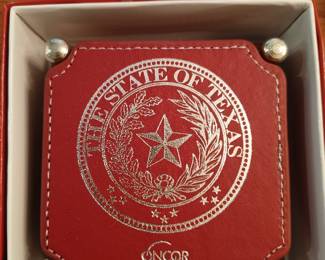 THE STATE OF TEXAS
ONCOR